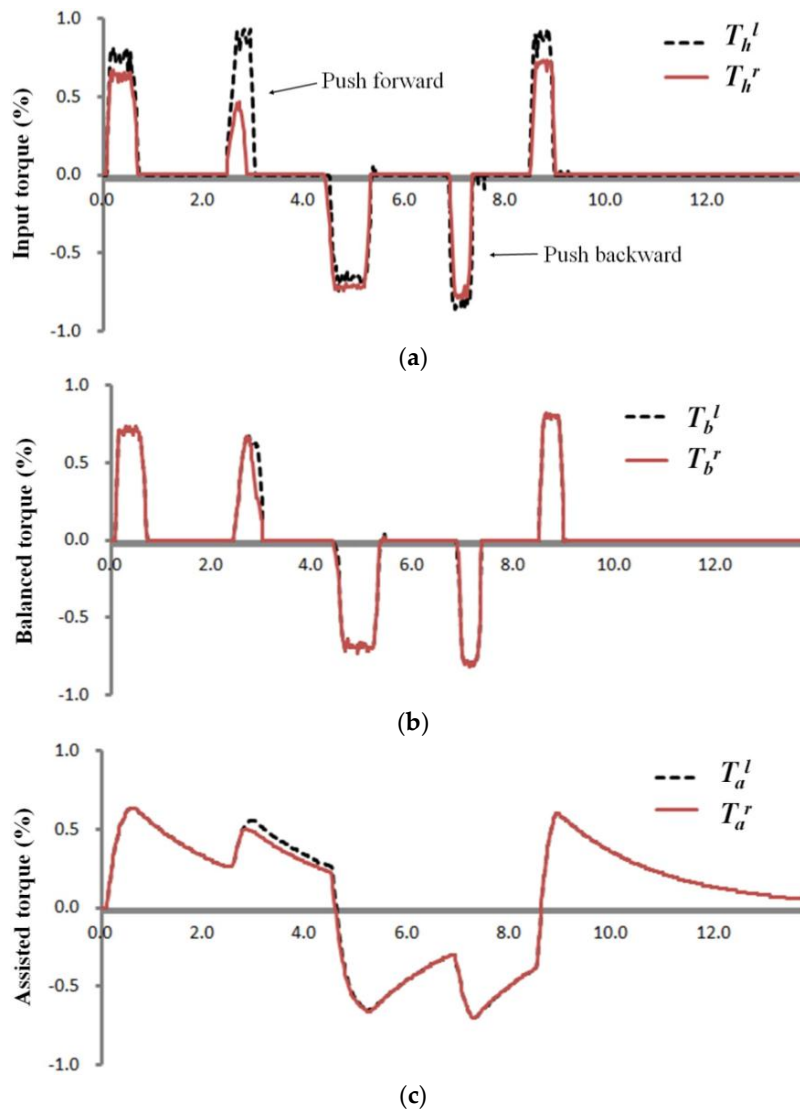 1.0
T_h^l
T_h^r
Push forward
0.5
0.0
0.0 2.0 4.0 6.0 8.0 10.0 12.0
Input torque (%)
-0.5
Push backward
-1.0
(a)
1.0
T_b^l
T_b^r
0.5
0.0
0.0 2.0 4.0 6.0 8.0 10.0 12.0
Balanced torque (%)
-0.5
-1.0
(b)
1.0
T_a^l
T_a^r
0.5
0.0
0.0 2.0 4.0 6.0 8.0 10.0 12.0
Assisted torque (%)
-0.5
-1.0
(c)